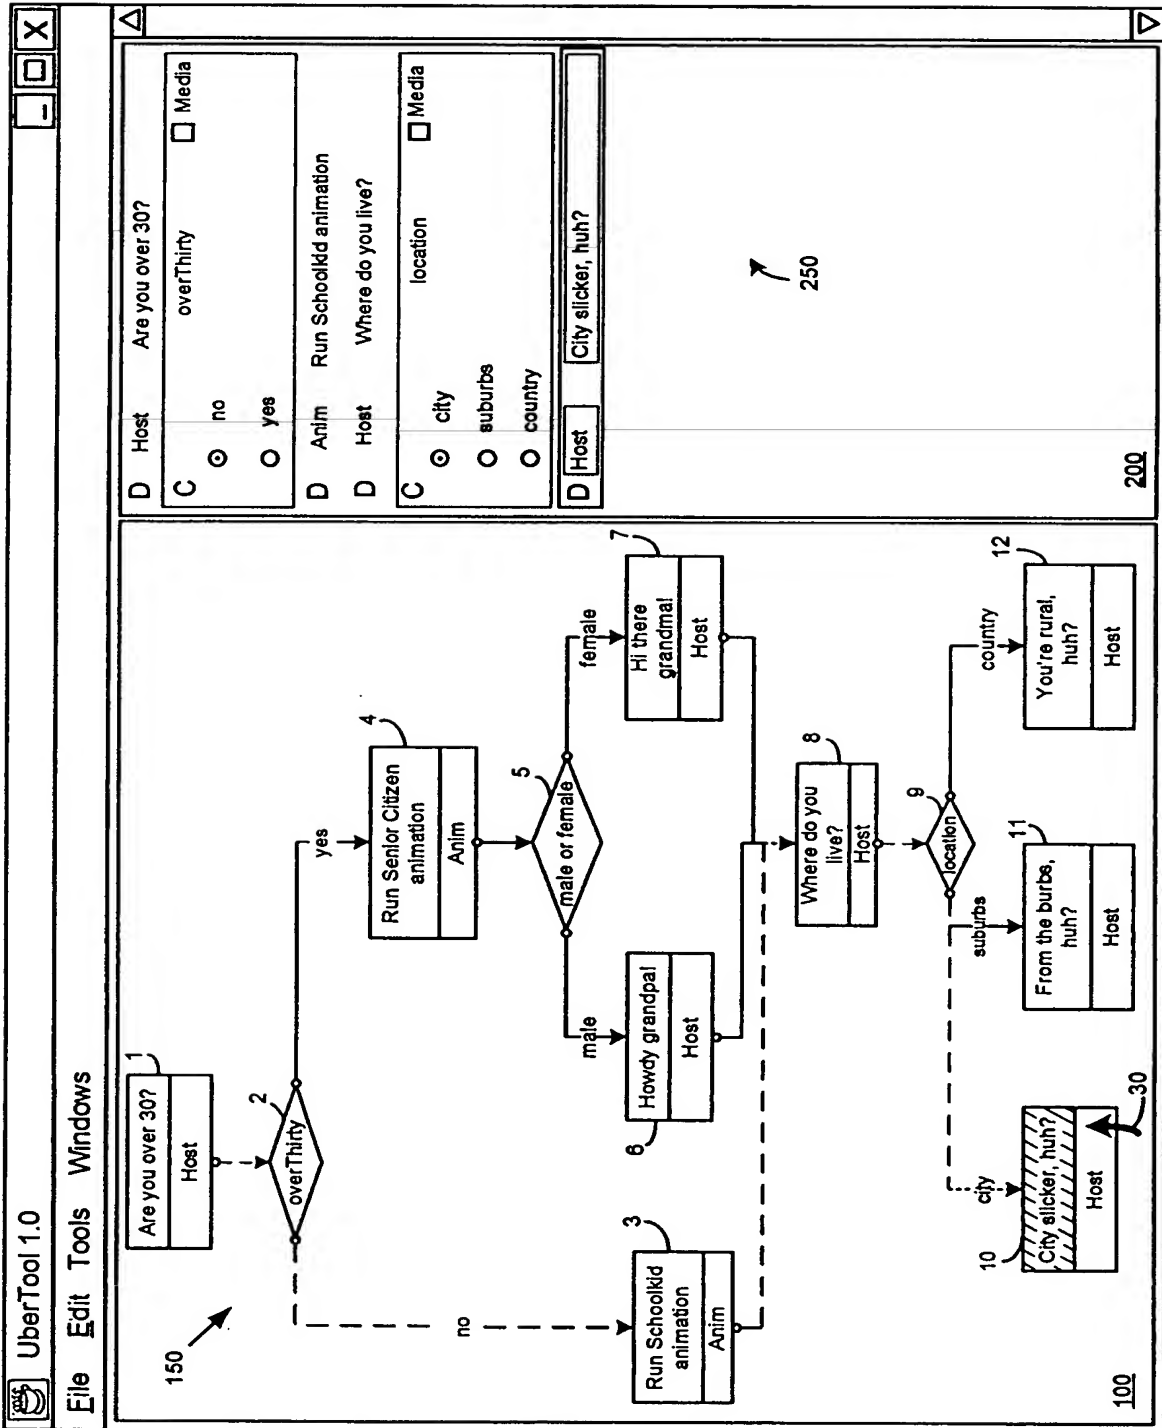 UberTool 1.0
File Edit Tools Windows
150
Are you over 30?
Host
1
overThirty
2
no
yes
Run Schoolkid
animation
Anim
3
Run Senior Citizen
animation
Anim
4
male or female
5
male
female
Howdy grandpa!
Host
6
Hi there
grandma!
Host
7
Where do you
live?
Host
8
location
9
city
suburbs
country
City slicker, huh?
Host
10
30
From the burbs,
huh?
Host
11
You're rural,
huh?
Host
12
100
D Host Are you over 30?
C overThirty Media
no
yes
D Anim Run Schoolkid animation
D Host Where do you live?
C location Media
city
suburbs
country
D Host City slicker, huh?
250
200